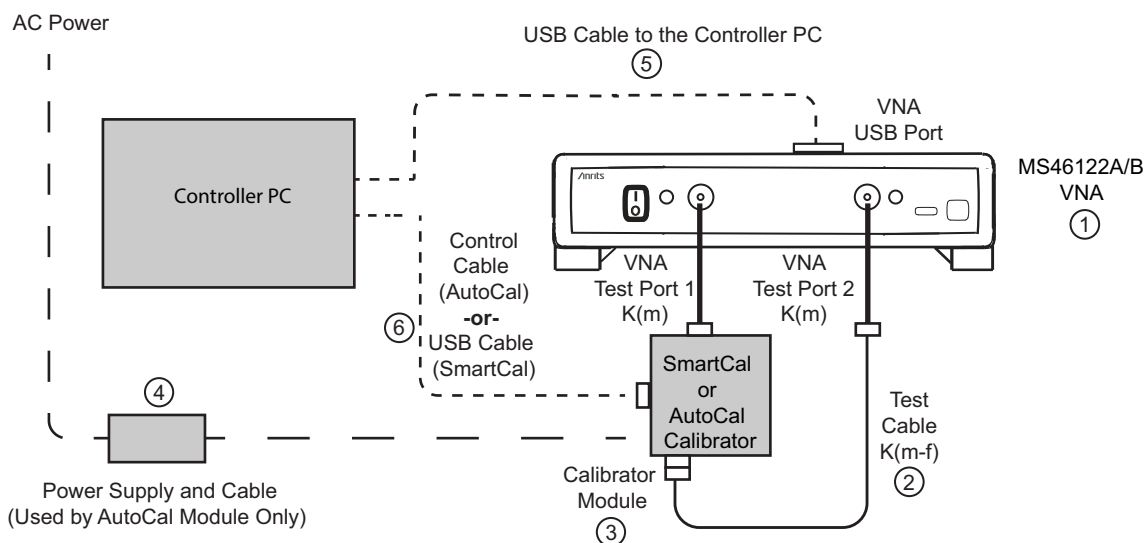 AC Power
USB Cable to the Controller PC
5
VNA
USB Port
Controller PC
Anrits
MS46122A/B
VNA
1
Control
Cable
(AutoCal)
-or-
USB Cable
(SmartCal)
6
VNA
Test Port 1
K(m)
VNA
Test Port 2
K(m)
SmartCal
or
AutoCal
Calibrator
Test
Cable
K(m-f)
2
4
Power Supply and Cable
(Used by AutoCal Module Only)
Calibrator
Module
3